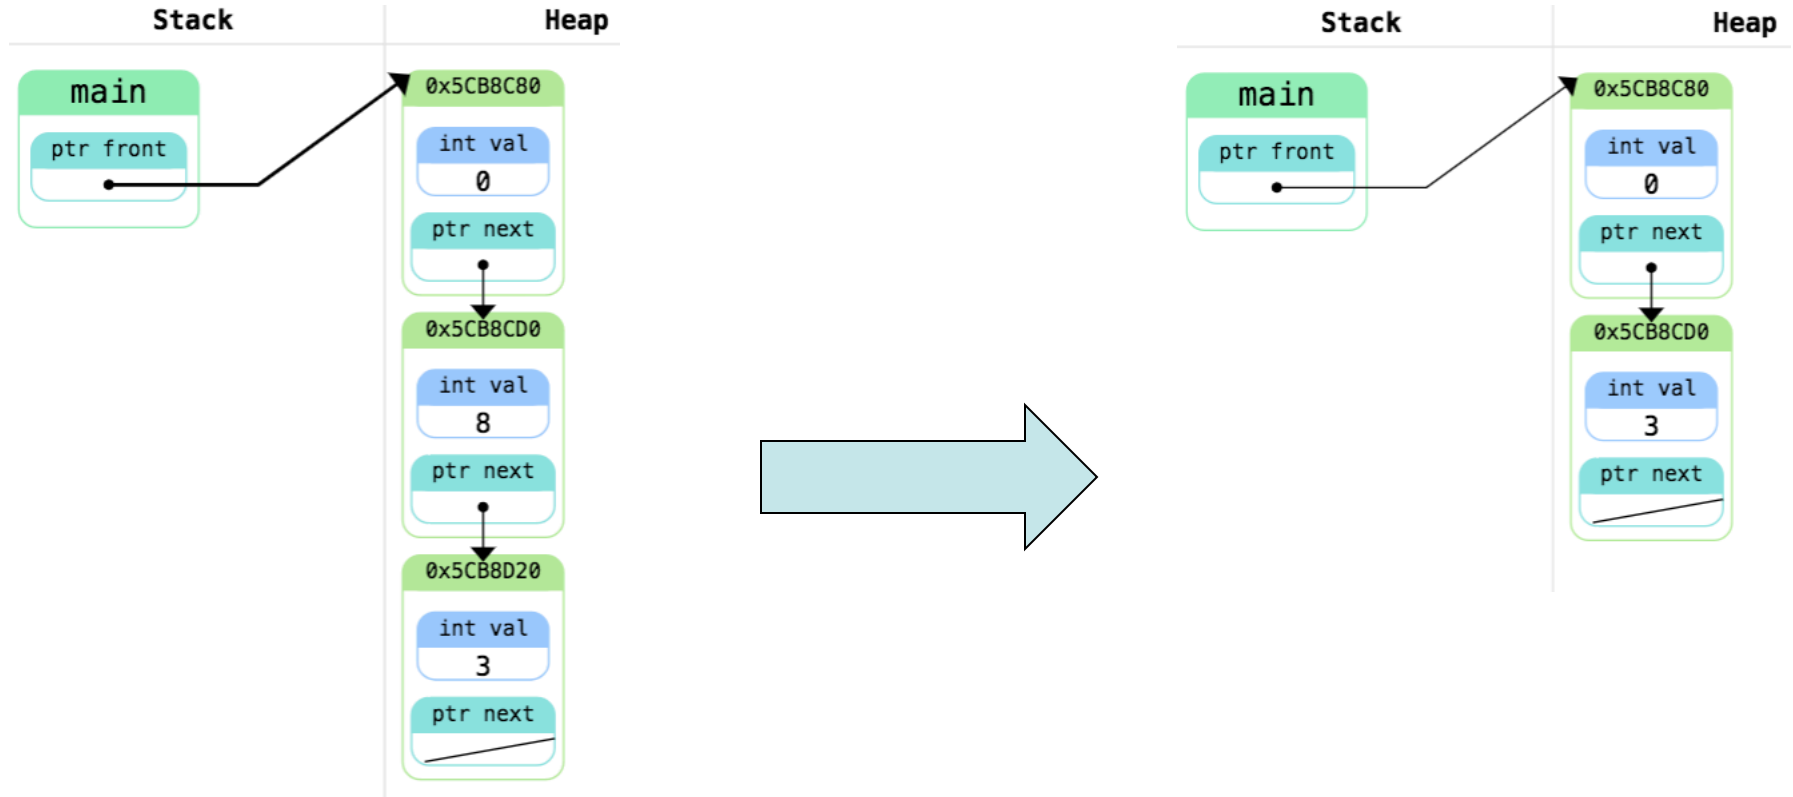 Stack Heap
main
ptr front
0x5CB8C80
int val
0
ptr next
0x5CB8CD0
int val
8
ptr next
0x5CB8D20
int val
3
ptr next
Stack Heap
main
ptr front
0x5CB8C80
int val
0
ptr next
0x5CB8CD0
int val
3
ptr next